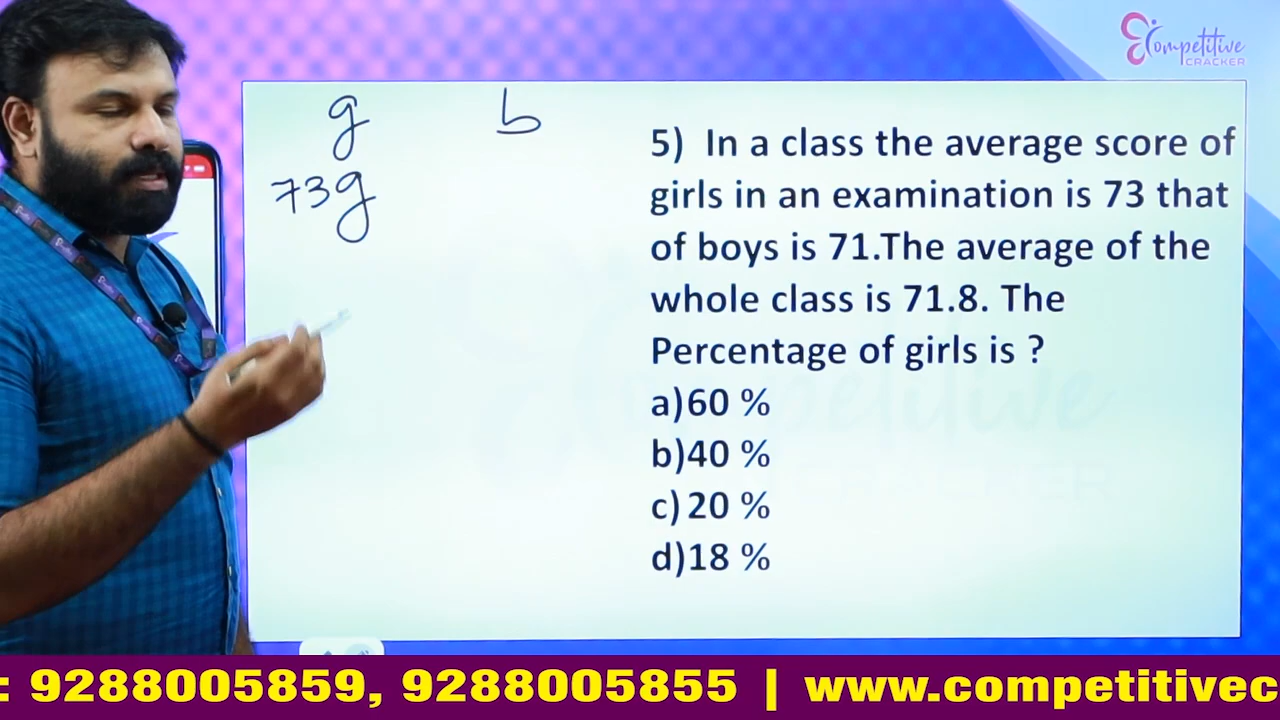 Competitive
CRACKER
g b
73g
5) In a class the average score of
girls in an examination is 73 that
of boys is 71.The average of the
whole class is 71.8. The
Percentage of girls is ?
a)60 %
b)40 %
c)20 %
d)18 %
: 9288005859, 9288005855 | www.competitivec